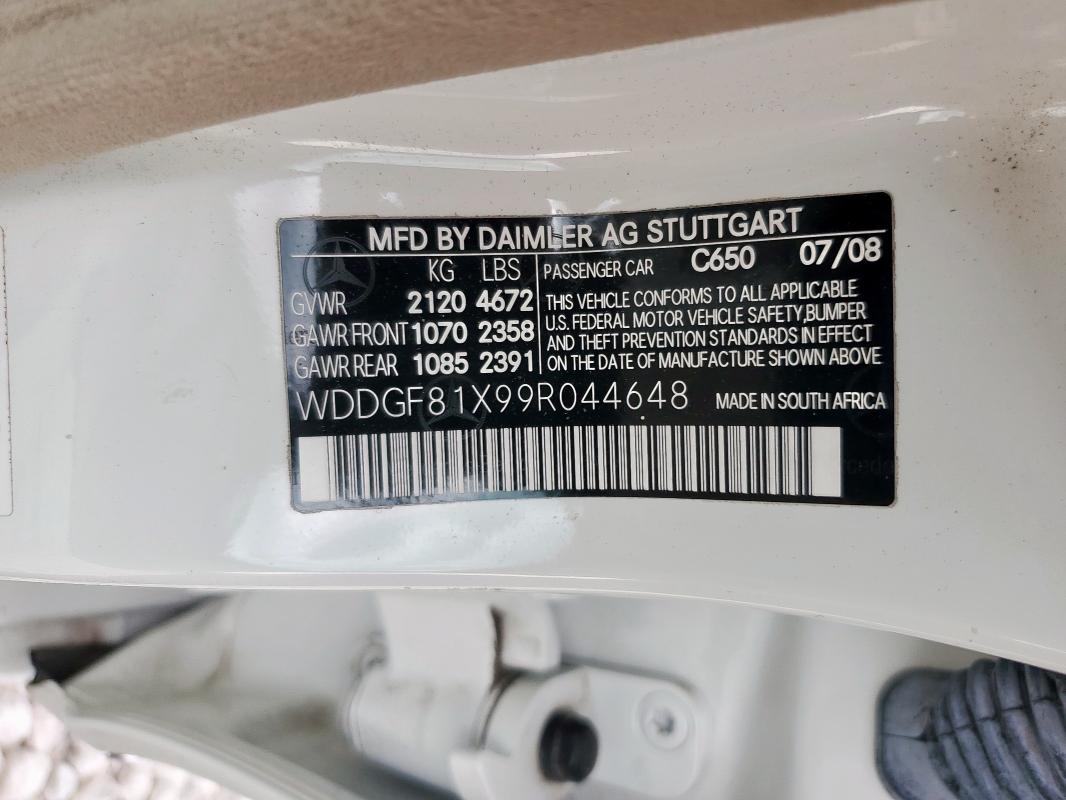 MFD BY DAIMLER AG STUTTGART
KG LBS
GVWR 2120 4672
GAWR FRONT 1070 2358
GAWR REAR 1085 2391
PASSENGER CAR C650 07/08
THIS VEHICLE CONFORMS TO ALL APPLICABLE
U.S. FEDERAL MOTOR VEHICLE SAFETY,BUMPER
AND THEFT PREVENTION STANDARDS IN EFFECT
ON THE DATE OF MANUFACTURE SHOWN ABOVE
WDDGF81X99R044648 MADE IN SOUTH AFRICA